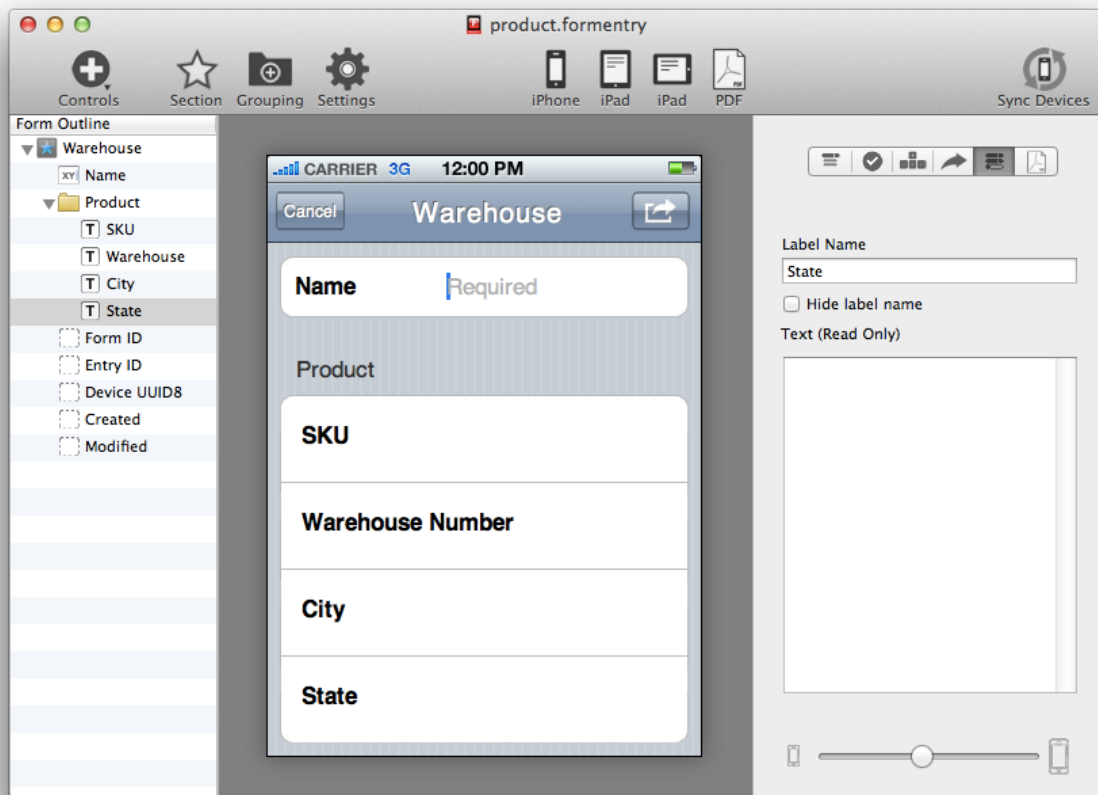 product.formentry
Controls
Section
Grouping
Settings
iPhone
iPad
iPad
PDF
Sync Devices
Form Outline
Warehouse
XY Name
Product
T SKU
T Warehouse
T City
T State
Form ID
Entry ID
Device UUID8
Created
Modified
CARRIER 3G 12:00 PM
Cancel Warehouse
Name Required
Product
SKU
Warehouse Number
City
State
Label Name
State
Hide label name
Text (Read Only)